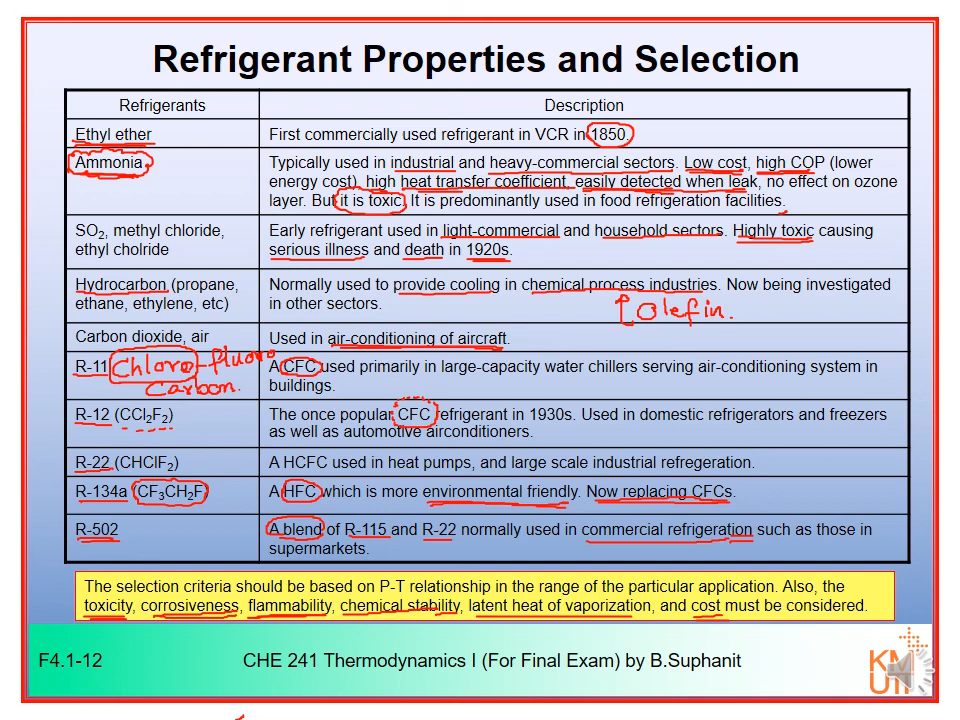 Refrigerant Properties and Selection
Refrigerants Description
Ethyl ether First commercially used refrigerant in VCR in 1850.
Ammonia Typically used in industrial and heavy-commercial sectors. Low cost, high COP (lower
energy cost), high heat transfer coefficient, easily detected when leak, no effect on ozone
layer. But it is toxic. It is predominantly used in food refrigeration facilities.
SO2, methyl chloride,
ethyl cholride
Early refrigerant used in light-commercial and household sectors. Highly toxic causing
serious illness and death in 1920s.
Hydrocarbon (propane,
ethane, ethylene, etc)
Normally used to provide cooling in chemical process industries. Now being investigated
in other sectors.
Olefin.
Carbon dioxide, air Used in air-conditioning of aircraft.
R-11 Chloro-fluoro
Carbon.
A CFC used primarily in large-capacity water chillers serving air-conditioning system in
buildings.
R-12 (CCl2F2) The once popular CFC refrigerant in 1930s. Used in domestic refrigerators and freezers
as well as automotive airconditioners.
R-22 (CHClF2) A HCFC used in heat pumps, and large scale industrial refregeration.
R-134a (CF3CH2F) A HFC which is more environmental friendly. Now replacing CFCs.
R-502 A blend of R-115 and R-22 normally used in commercial refrigeration such as those in
supermarkets.
The selection criteria should be based on P-T relationship in the range of the particular application. Also, the
toxicity, corrosiveness, flammability, chemical stability, latent heat of vaporization, and cost must be considered.
F4.1-12 CHE 241 Thermodynamics I (For Final Exam) by B.Suphanit